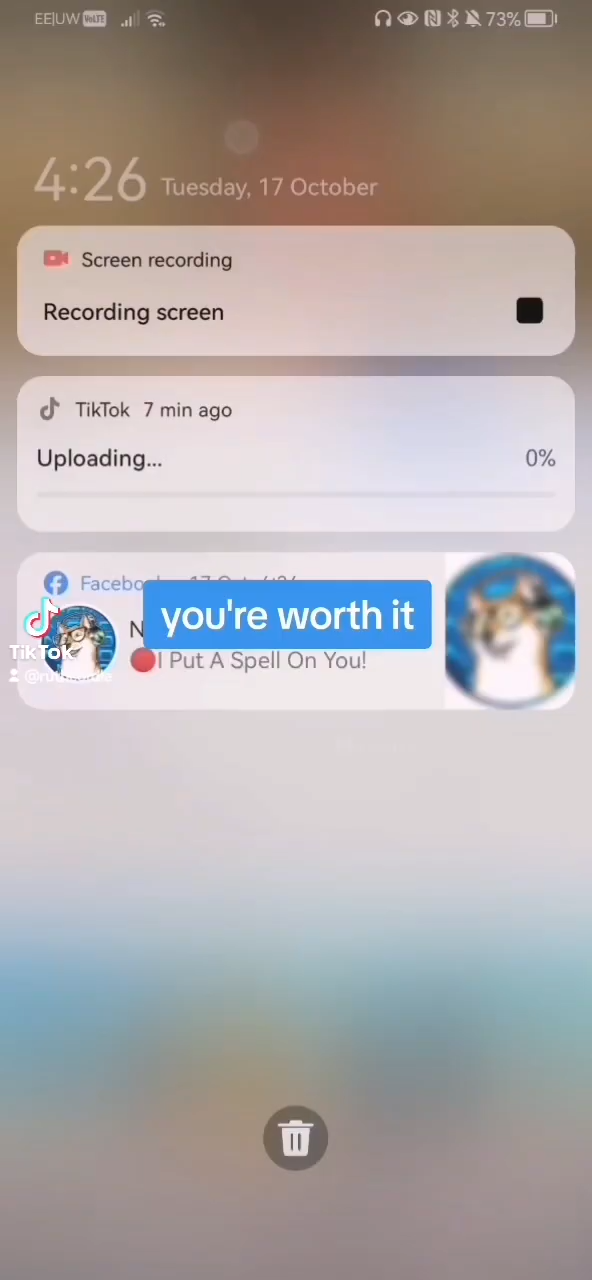 EE|UW VoLTE 73%
4:26 Tuesday, 17 October
Screen recording
Recording screen
TikTok 7 min ago
Uploading... 0%
you're worth it
I Put A Spell On You!
TikTok